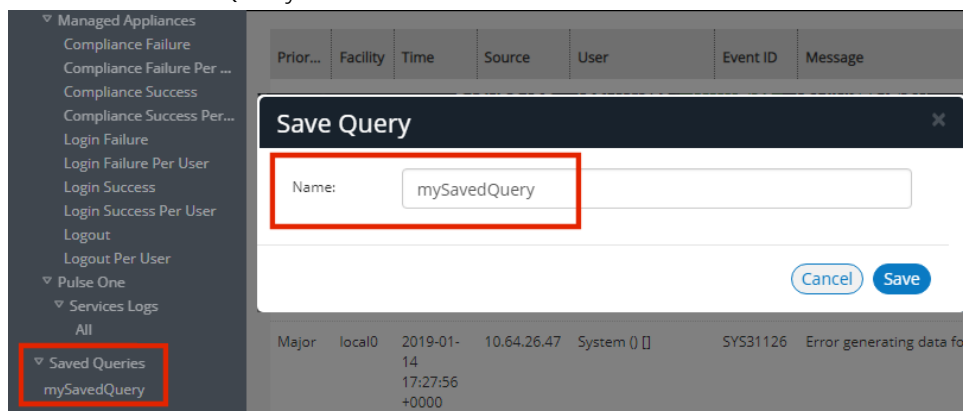 Managed Appliances
Compliance Failure
Compliance Failure Per ...
Compliance Success
Compliance Success Per...
Login Failure
Login Failure Per User
Login Success
Login Success Per User
Logout
Logout Per User
Pulse One
Services Logs
All
Saved Queries
mySavedQuery
Prior... Facility Time Source User Event ID Message
Save Query ×
Name: mySavedQuery
Cancel Save
Major local0 2019-01- 10.64.26.47 System () [] SYS31126 Error generating data fo
14
17:27:56
+0000